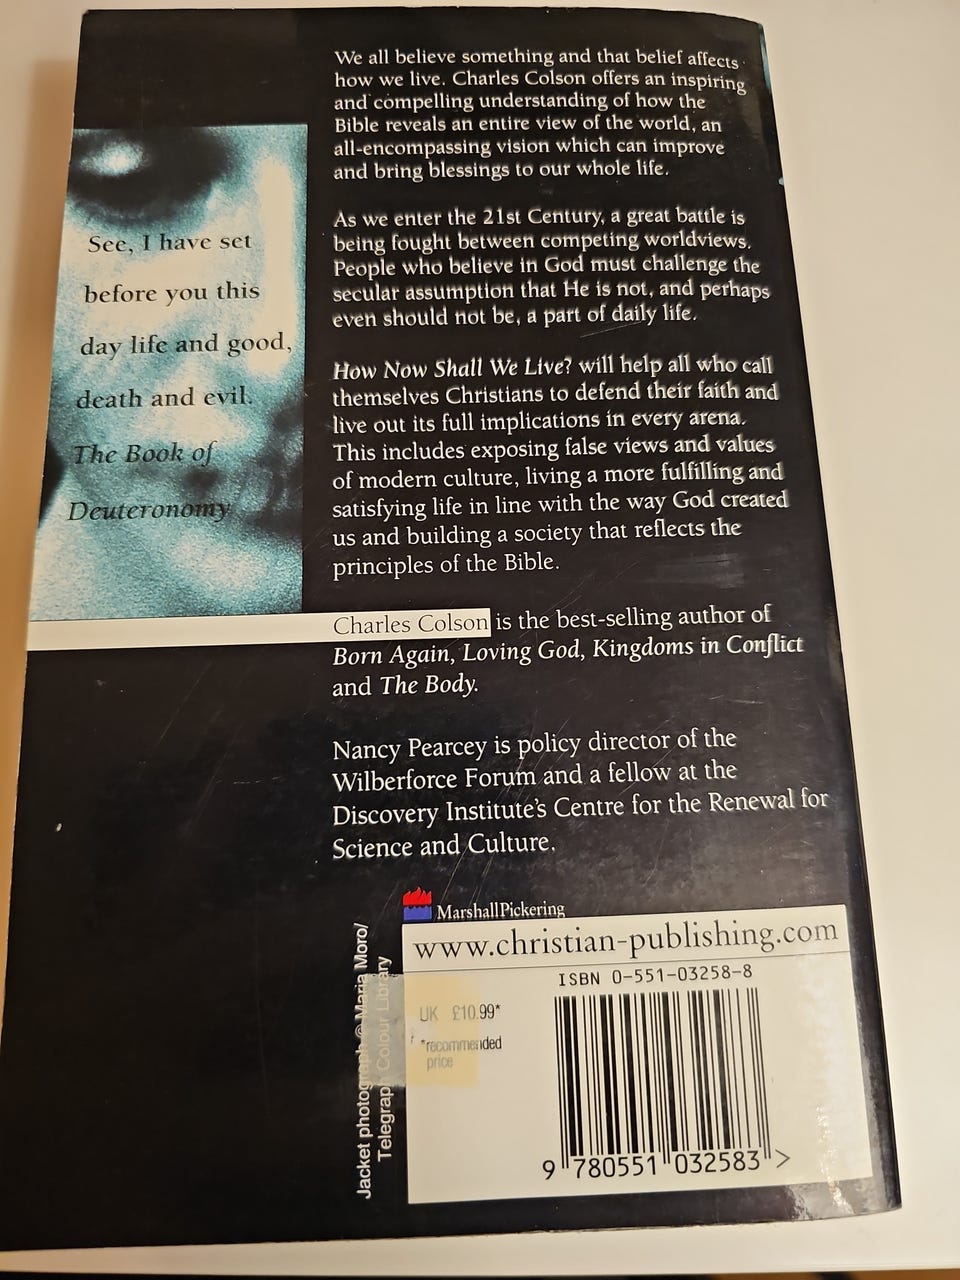 We all believe something and that belief affects
how we live. Charles Colson offers an inspiring
and compelling understanding of how the
Bible reveals an entire view of the world, an
all-encompassing vision which can improve
and bring blessings to our whole life.
As we enter the 21st Century, a great battle is
being fought between competing worldviews.
People who believe in God must challenge the
secular assumption that He is not, and perhaps
even should not be, a part of daily life.
How Now Shall We Live? will help all who call
themselves Christians to defend their faith and
live out its full implications in every arena.
This includes exposing false views and values
of modern culture, living a more fulfilling and
satisfying life in line with the way God created
us and building a society that reflects the
principles of the Bible.
Charles Colson is the best-selling author of
Born Again, Loving God, Kingdoms in Conflict
and The Body.
Nancy Pearcey is policy director of the
Wilberforce Forum and a fellow at the
Discovery Institute's Centre for the Renewal for
Science and Culture.
See, I have set
before you this
day life and good,
death and evil.
The Book of
Deuteronomy
MarshallPickering
www.christian-publishing.com
ISBN 0-551-03258-8
UK £10.99*
*recommended
price
9 780551 032583 >
Jacket photograph © Maria Moro/
Telegraph Colour Library